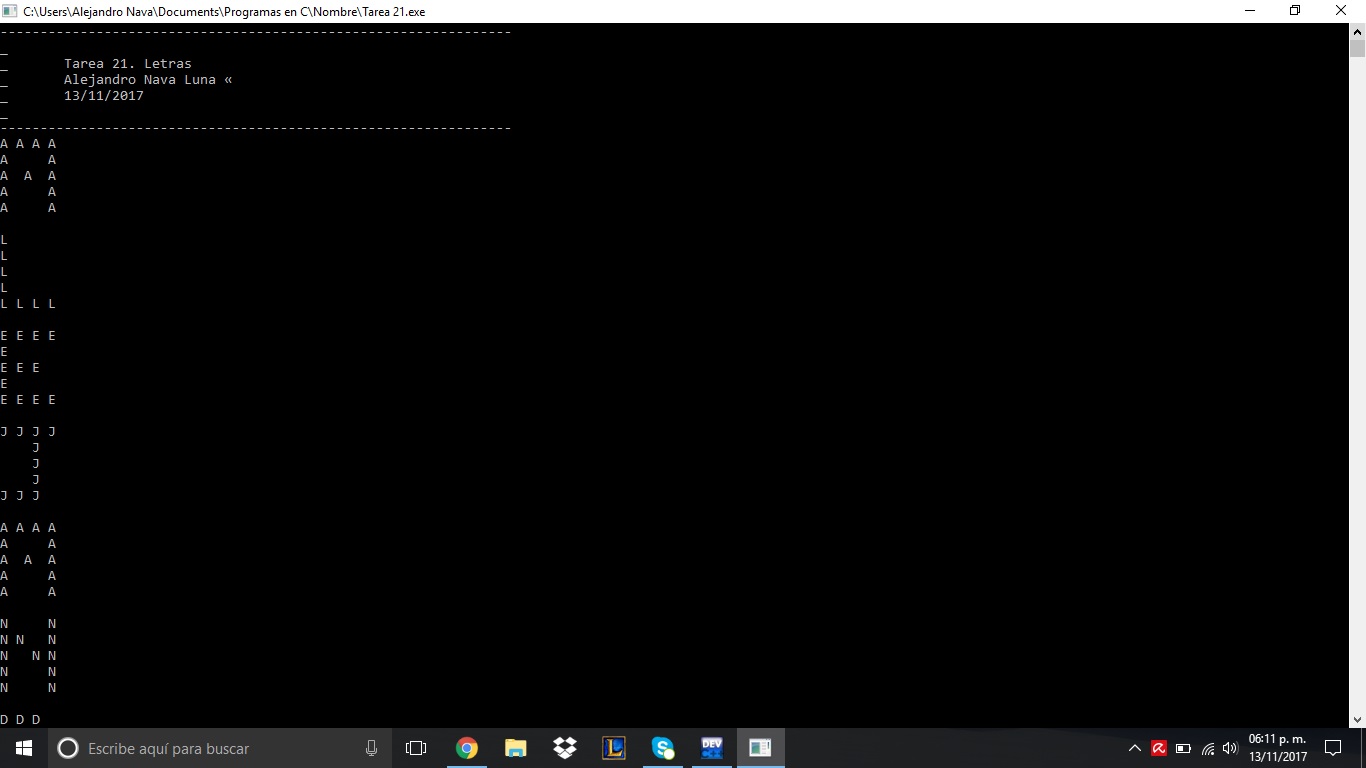 C:\Users\Alejandro Nava\Documents\Programas en C\Nombre\Tarea 21.exe
----------------------------------------------------------------
_
_       Tarea 21. Letras
_       Alejandro Nava Luna «
_       13/11/2017
_
----------------------------------------------------------------
A A A A
A     A
A  A  A
A     A
A     A

L
L
L
L
L L L L

E E E E
E
E E E
E
E E E E

J J J J
    J
    J
    J
J J J

A A A A
A     A
A  A  A
A     A
A     A

N     N
N N   N
N   N N
N     N
N     N

D D D
Escribe aquí para buscar
DEV
06:11 p. m.
13/11/2017